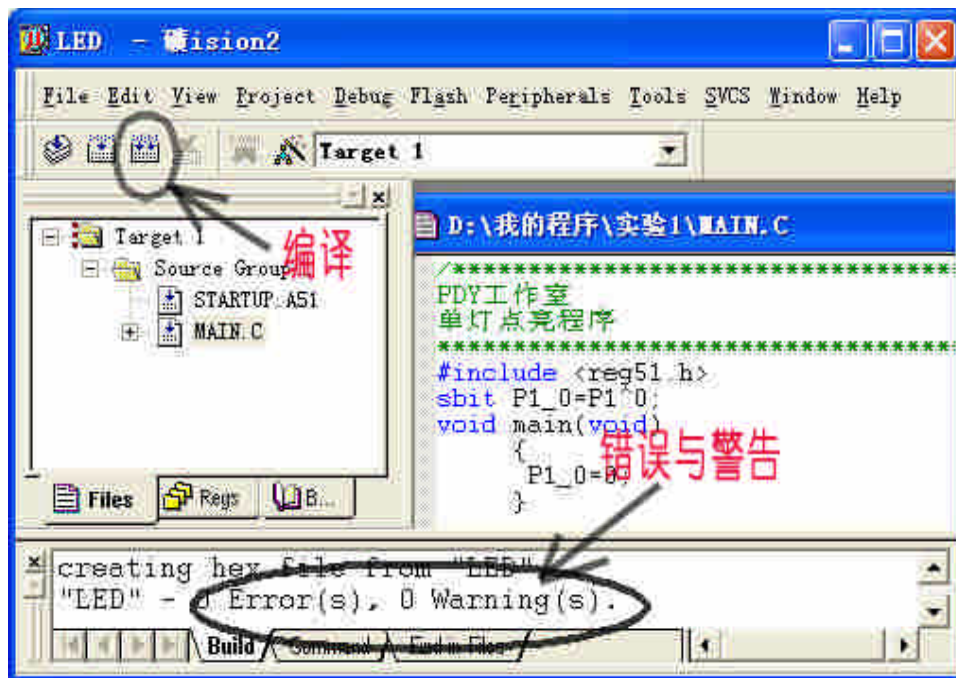 LED - 礦ision2
File Edit View Project Debug Flash Peripherals Tools SVCS Window Help
Target 1
Target 1
编译
Source Group
STARTUP.A51
MAIN.C
Files Regs B...
D:\我的程序\实验1\MAIN.C
/*********************************
PDY工作室
单灯点亮程序
**********************************
#include <reg51.h>
sbit P1_0=P1^0;
void main(void)
{
错误与警告
P1_0=0;
}
creating hex file from "LED"
"LED" - 0 Error(s), 0 Warning(s).
Build Command Find in Files